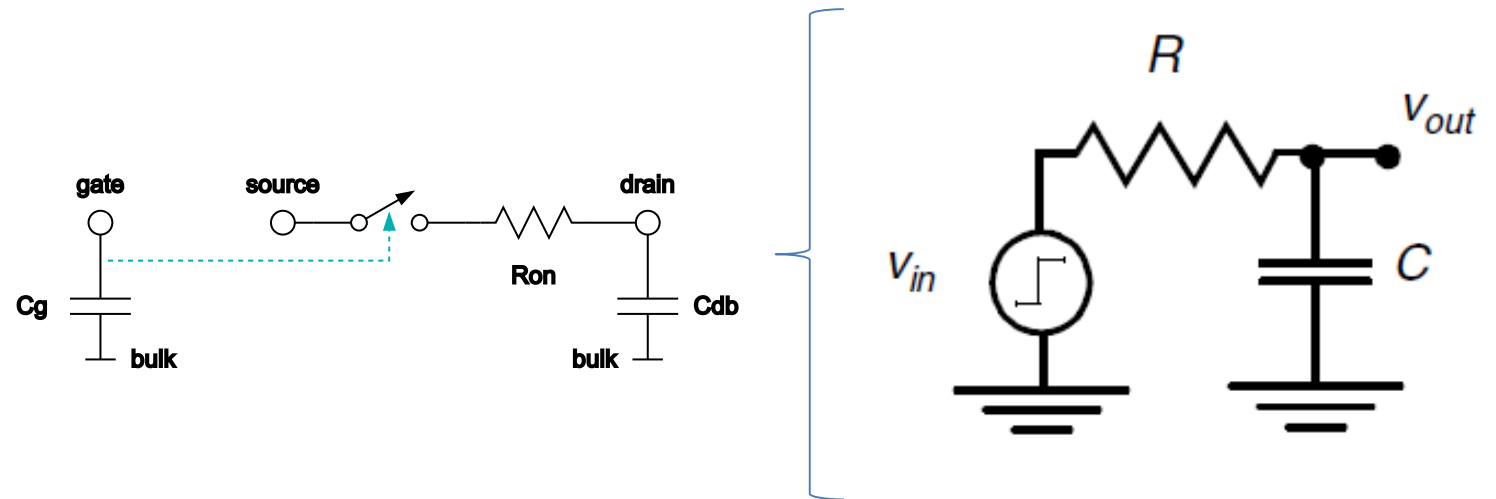 gate
source
drain
Ron
Cg
Cdb
bulk
bulk
R
vout
vin
C